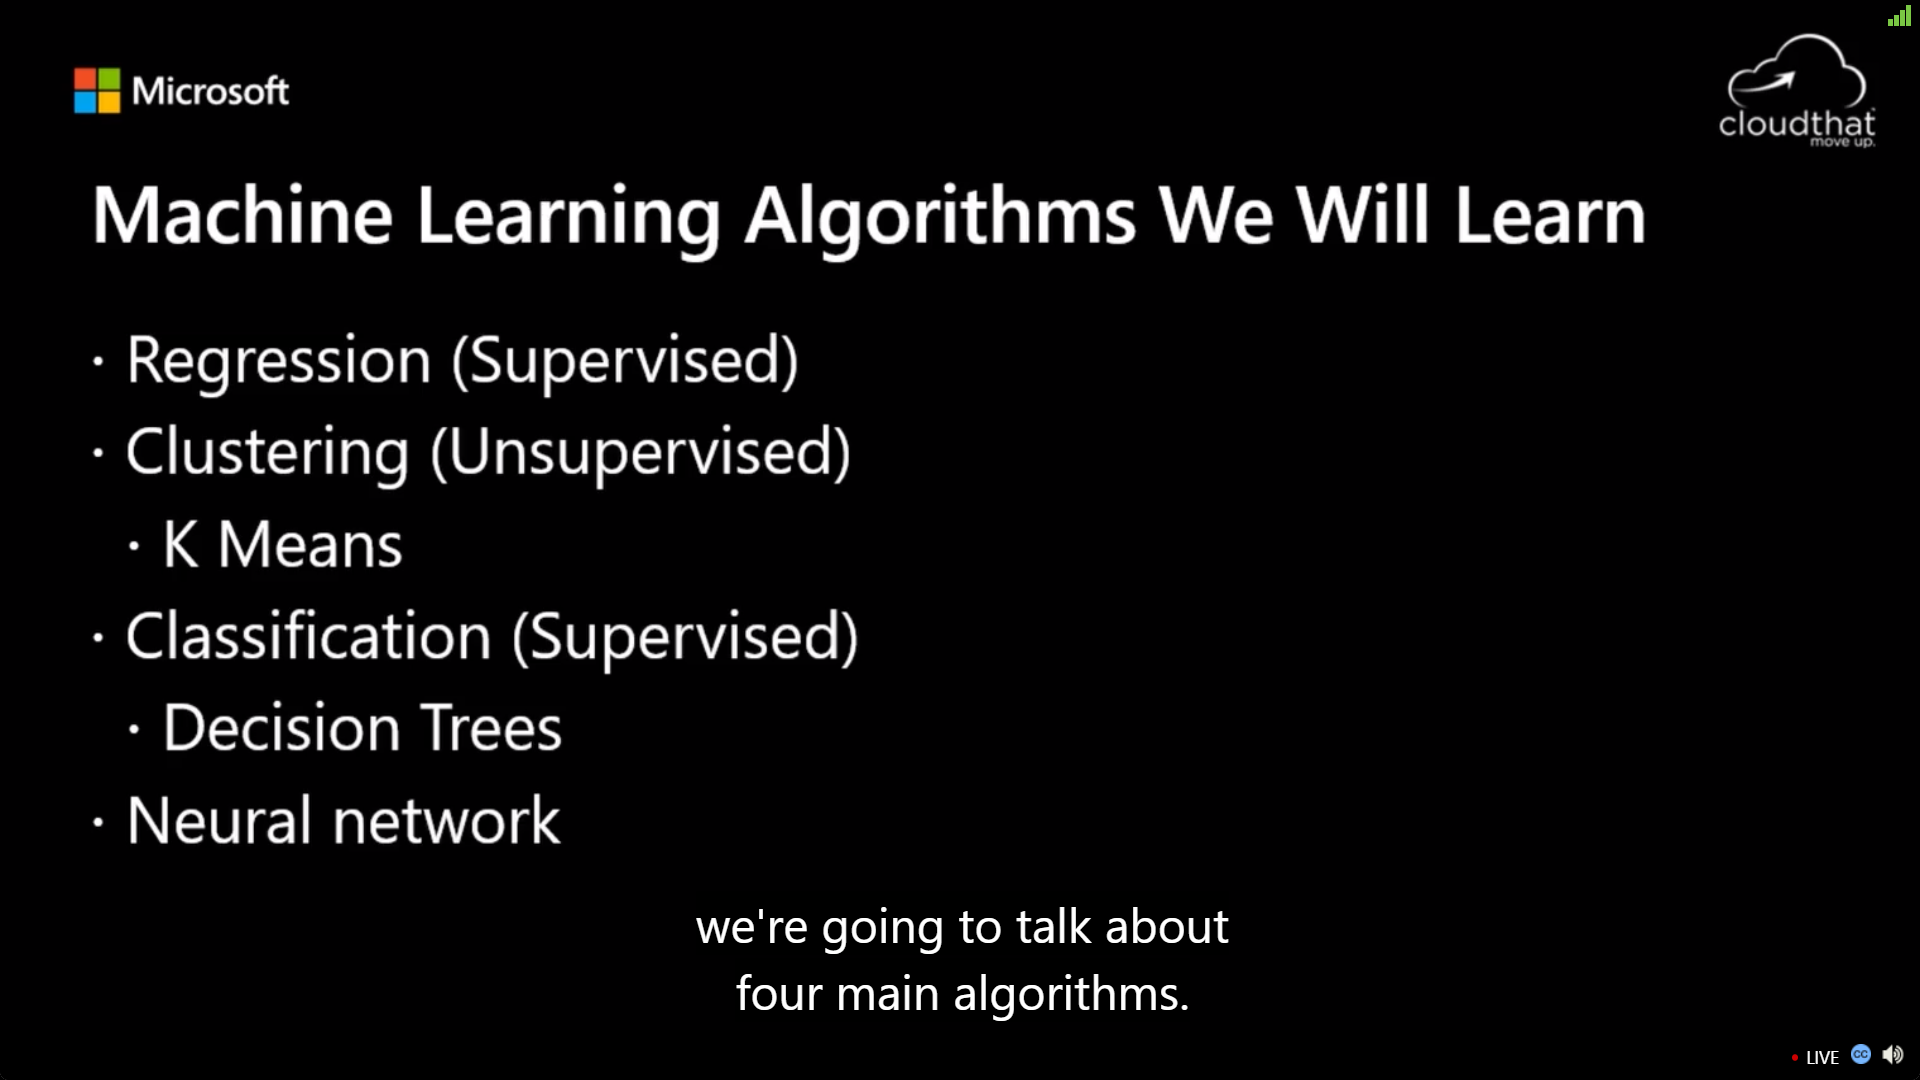 Microsoft
cloudthat
move up.
Machine Learning Algorithms We Will Learn
· Regression (Supervised)
· Clustering (Unsupervised)
· K Means
· Classification (Supervised)
· Decision Trees
· Neural network
we're going to talk about
four main algorithms.
• LIVE CC